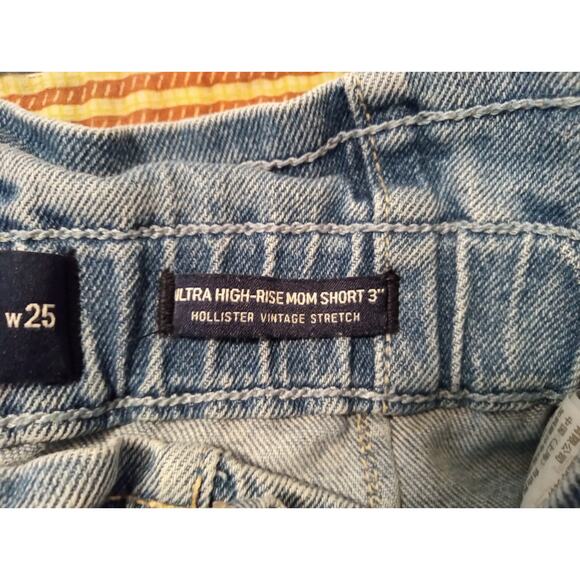 W25
ULTRA HIGH-RISE MOM SHORT 3"
HOLLISTER VINTAGE STRETCH